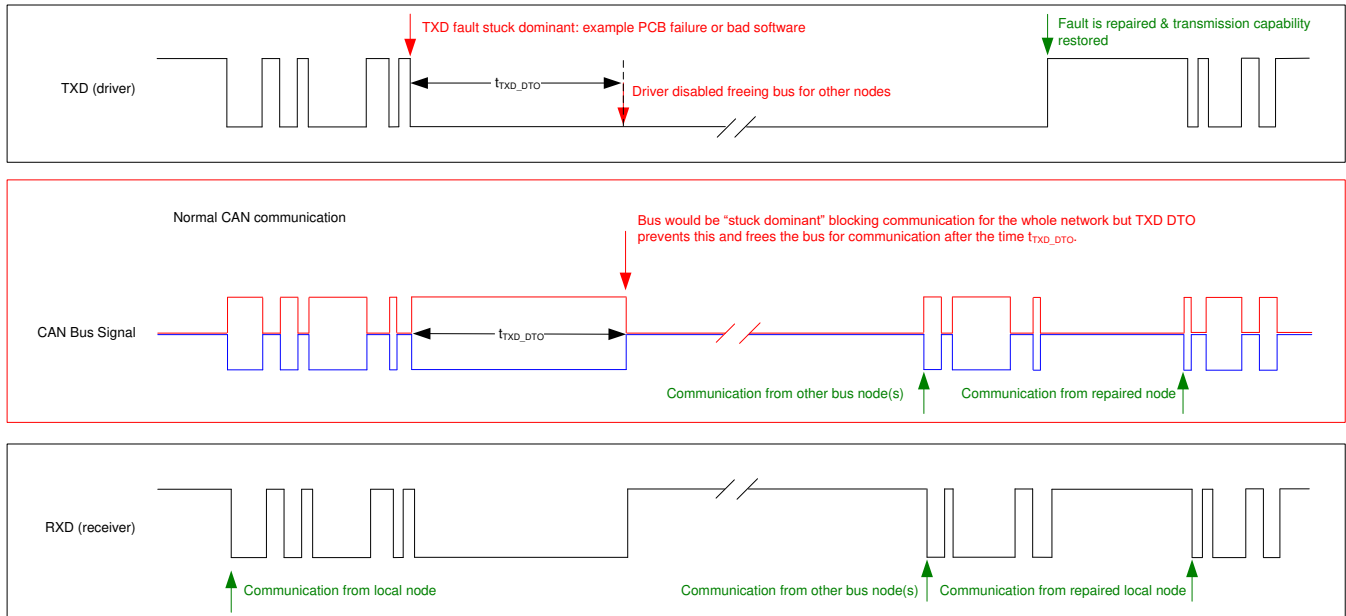 TXD fault stuck dominant: example PCB failure or bad software
Fault is repaired & transmission capability
restored
TXD (driver)
tTXD_DTO
Driver disabled freeing bus for other nodes
Normal CAN communication
Bus would be “stuck dominant” blocking communication for the whole network but TXD DTO
prevents this and frees the bus for communication after the time tTXD_DTO.
CAN Bus Signal
tTXD_DTO
Communication from other bus node(s)
Communication from repaired node
RXD (receiver)
Communication from local node
Communication from other bus node(s)
Communication from repaired local node